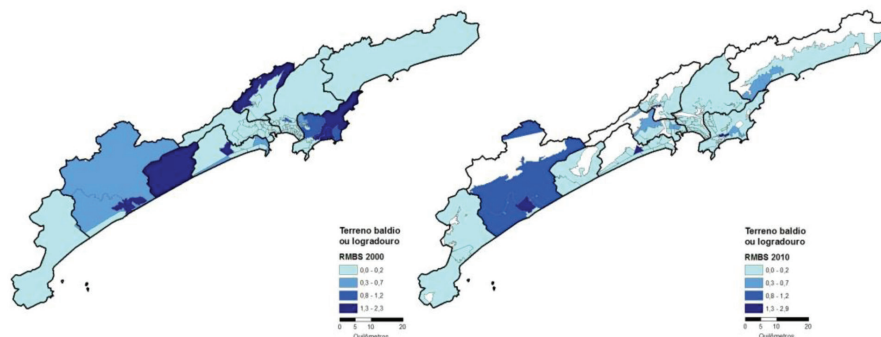 Terreno baldio
ou logradouro
RMBS 2000
0,0 - 0,2
0,3 - 0,7
0,8 - 1,2
1,3 - 2,3
0 5 10 20
Quilômetros
Terreno baldio
ou logradouro
RMBS 2010
0,0 - 0,2
0,3 - 0,7
0,8 - 1,2
1,3 - 2,9
0 5 10 20
Quilômetros